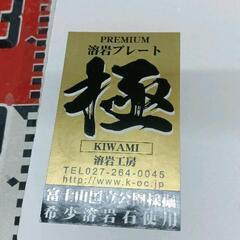 PREMIUM
溶岩プレート
極
KIWAMI
溶岩工房
TEL027-264-0045
http://www.k-oc.jp
富士山国立公園採掘
希少溶岩石使用